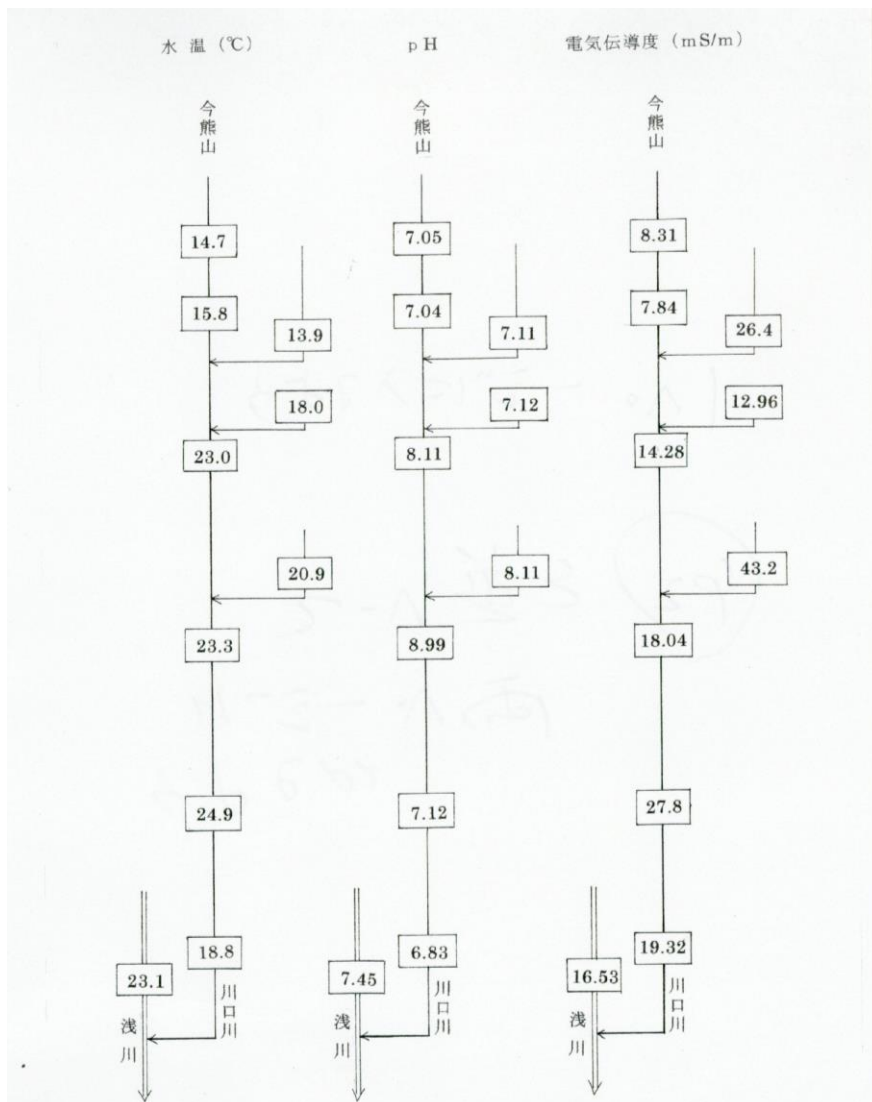 水温（℃） pH 電気伝導度（mS/m）
今熊山 今熊山 今熊山
14.7 7.05 8.31
15.8 7.04 7.84
13.9 7.11 26.4
18.0 7.12 12.96
23.0 8.11 14.28
20.9 8.11 43.2
23.3 8.99 18.04
24.9 7.12 27.8
18.8 6.83 19.32
23.1 7.45 16.53
川口川 川口川 川口川
浅川 浅川 浅川